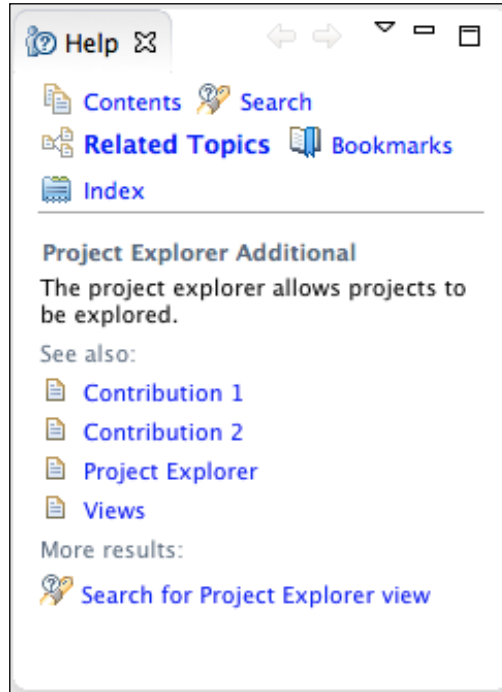 Help
Contents Search
Related Topics Bookmarks
Index
Project Explorer Additional
The project explorer allows projects to
be explored.
See also:
Contribution 1
Contribution 2
Project Explorer
Views
More results:
Search for Project Explorer view